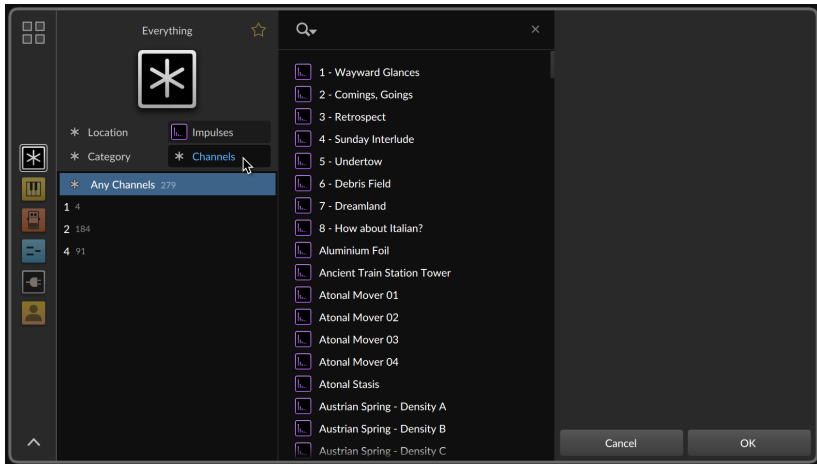 Everything
Location
Impulses
Category
Channels
Any Channels 279
1 4
2 184
4 91
1 - Wayward Glances
2 - Comings, Goings
3 - Retrospect
4 - Sunday Interlude
5 - Undertow
6 - Debris Field
7 - Dreamland
8 - How about Italian?
Aluminium Foil
Ancient Train Station Tower
Atonal Mover 01
Atonal Mover 02
Atonal Mover 03
Atonal Mover 04
Atonal Stasis
Austrian Spring - Density A
Austrian Spring - Density B
Austrian Spring - Density C
Cancel
OK